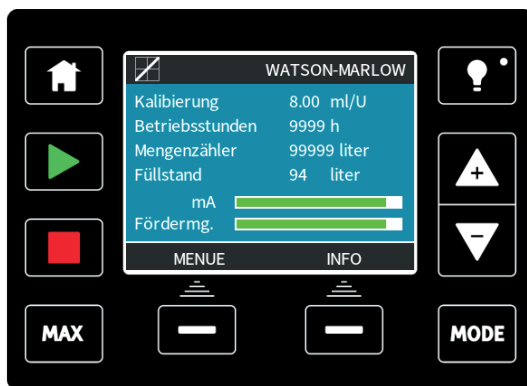 WATSON-MARLOW
Kalibierung 8.00 ml/U
Betriebsstunden 9999 h
Mengenzähler 99999 liter
Füllstand 94 liter
mA
Fördermg.
MENUE INFO
MAX MODE